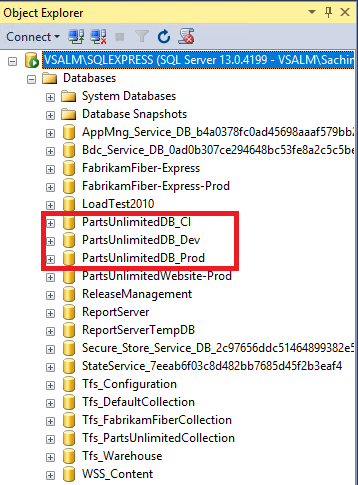 Object Explorer
Connect
VSALM\SQLEXPRESS (SQL Server 13.0.4199 - VSALM\Sachin
Databases
System Databases
Database Snapshots
AppMng_Service_DB_b4a0378fc0ad45698aaaf579bb2
Bdc_Service_DB_0ad0b307ce294648bc53fe8a2c5c5be
FabrikamFiber-Express
FabrikamFiber-Express-Prod
LoadTest2010
PartsUnlimitedDB_CI
PartsUnlimitedDB_Dev
PartsUnlimitedDB_Prod
PartsUnlimitedWebsite-Prod
ReleaseManagement
ReportServer
ReportServerTempDB
Secure_Store_Service_DB_2c97656ddc51464899382e5
StateService_7eeab6f03c8d482bb7685d45f2b3eaf4
Tfs_Configuration
Tfs_DefaultCollection
Tfs_FabrikamFiberCollection
Tfs_PartsUnlimitedCollection
Tfs_Warehouse
WSS_Content